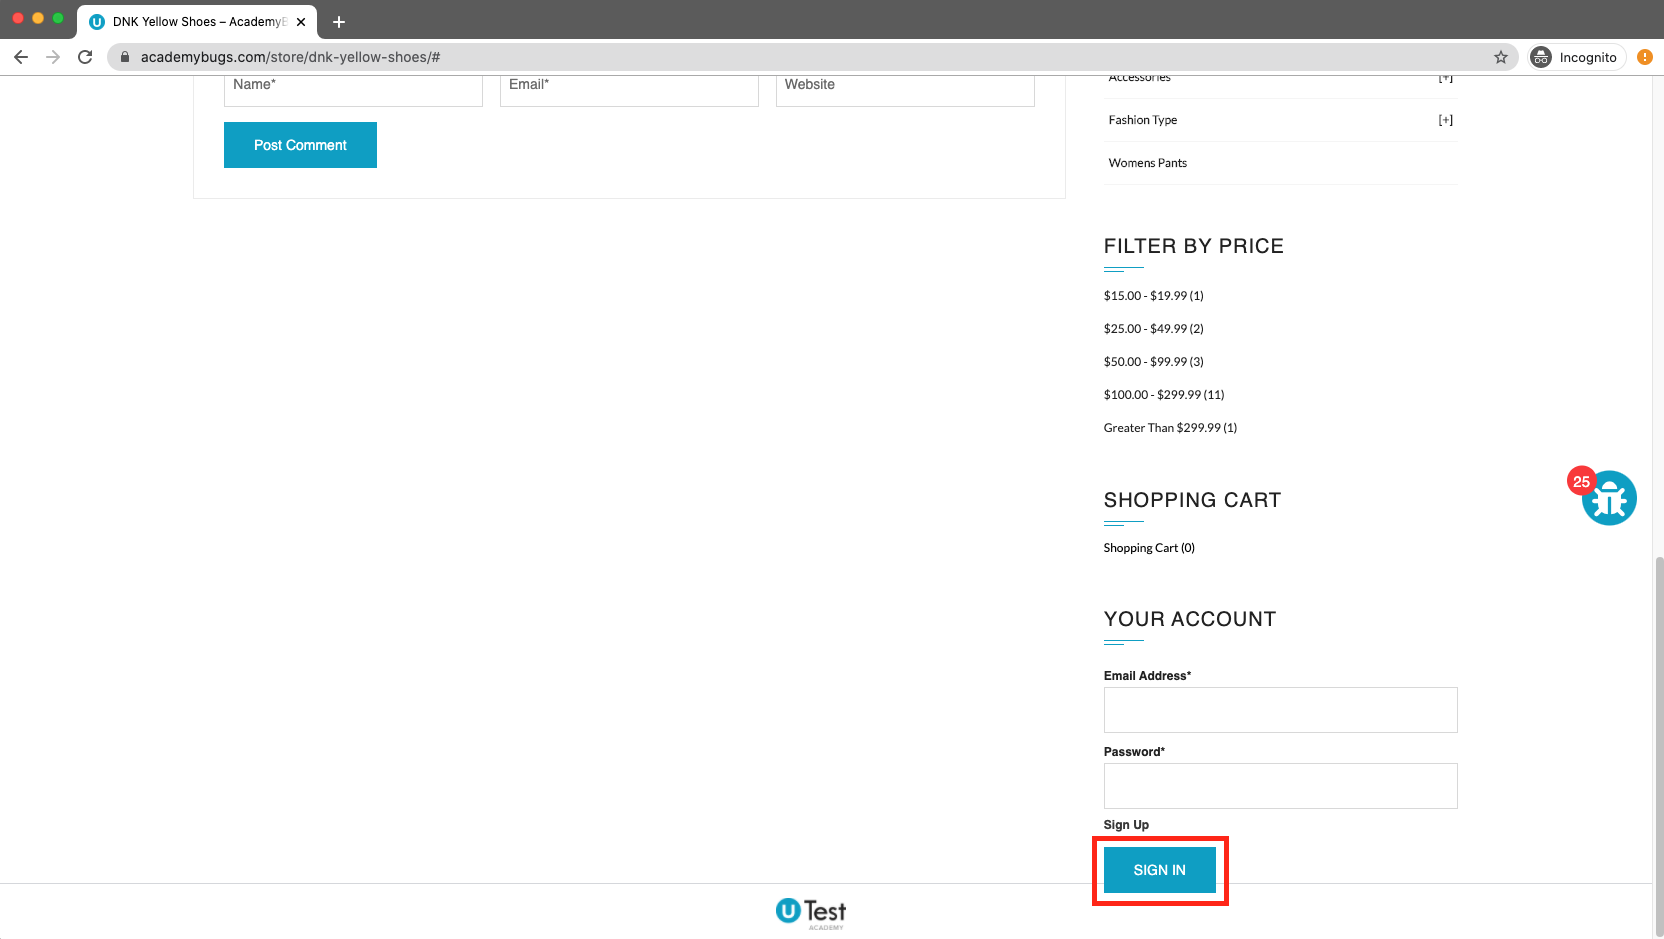 DNK Yellow Shoes – AcademyB
academybugs.com/store/dnk-yellow-shoes/#
Incognito
Name*
Email*
Website
Post Comment
Accessories [+]
Fashion Type [+]
Womens Pants
FILTER BY PRICE
$15.00 - $19.99 (1)
$25.00 - $49.99 (2)
$50.00 - $99.99 (3)
$100.00 - $299.99 (11)
Greater Than $299.99 (1)
25
SHOPPING CART
Shopping Cart (0)
YOUR ACCOUNT
Email Address*
Password*
Sign Up
SIGN IN
U Test
ACADEMY